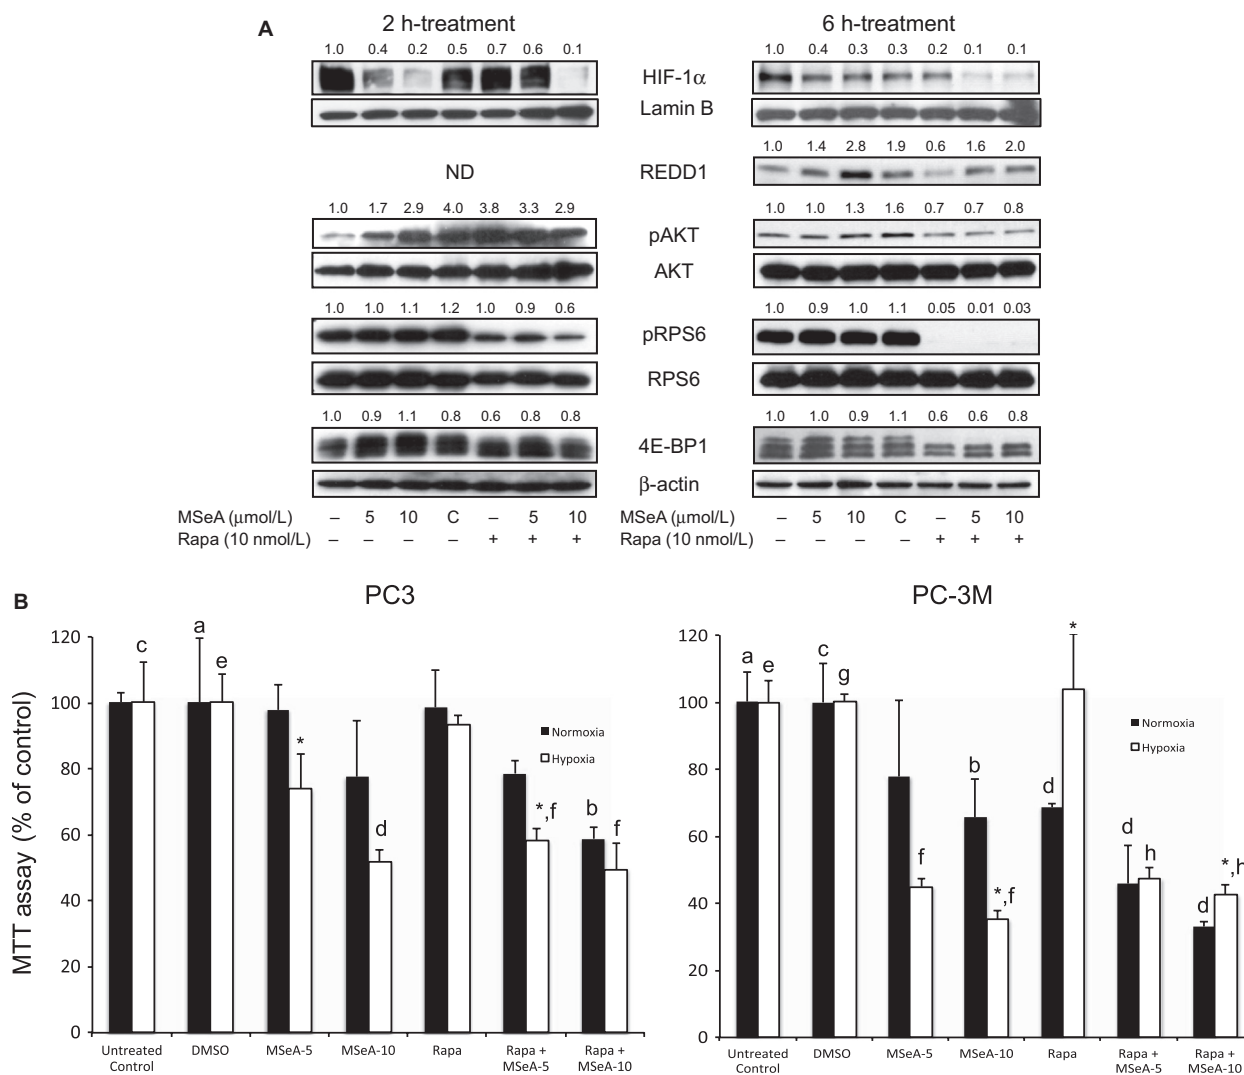 A
2 h-treatment
6 h-treatment
1.0 0.4 0.2 0.5 0.7 0.6 0.1
1.0 0.4 0.3 0.3 0.2 0.1 0.1
HIF-1α
Lamin B
1.0 1.4 2.8 1.9 0.6 1.6 2.0
ND
REDD1
1.0 1.7 2.9 4.0 3.8 3.3 2.9
1.0 1.0 1.3 1.6 0.7 0.7 0.8
pAKT
AKT
1.0 1.0 1.1 1.2 1.0 0.9 0.6
1.0 0.9 1.0 1.1 0.05 0.01 0.03
pRPS6
RPS6
1.0 0.9 1.1 0.8 0.6 0.8 0.8
1.0 1.0 0.9 1.1 0.6 0.6 0.8
4E-BP1
β-actin
MSeA (μmol/L) – 5 10 C – 5 10
Rapa (10 nmol/L) – – – – + + +
MSeA (μmol/L) – 5 10 C – 5 10
Rapa (10 nmol/L) – – – – + + +
B
PC3
MTT assay (% of control)
120
100
80
60
40
20
0
c
a
e
*
d
*,f
b
f
Normoxia
Hypoxia
Untreated Control
DMSO
MSeA-5
MSeA-10
Rapa
Rapa + MSeA-5
Rapa + MSeA-10
PC-3M
120
100
80
60
40
20
0
a
e
c
g
f
b
*,f
d
*
d
h
d
*,h
Normoxia
Hypoxia
Untreated Control
DMSO
MSeA-5
MSeA-10
Rapa
Rapa + MSeA-5
Rapa + MSeA-10